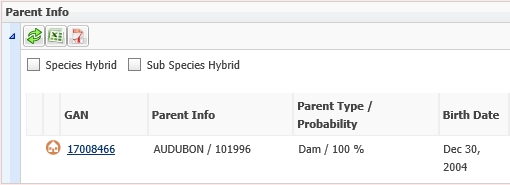 Parent Info
Species Hybrid Sub Species Hybrid
GAN Parent Info Parent Type / Probability Birth Date
17008466 AUDUBON / 101996 Dam / 100 % Dec 30, 2004